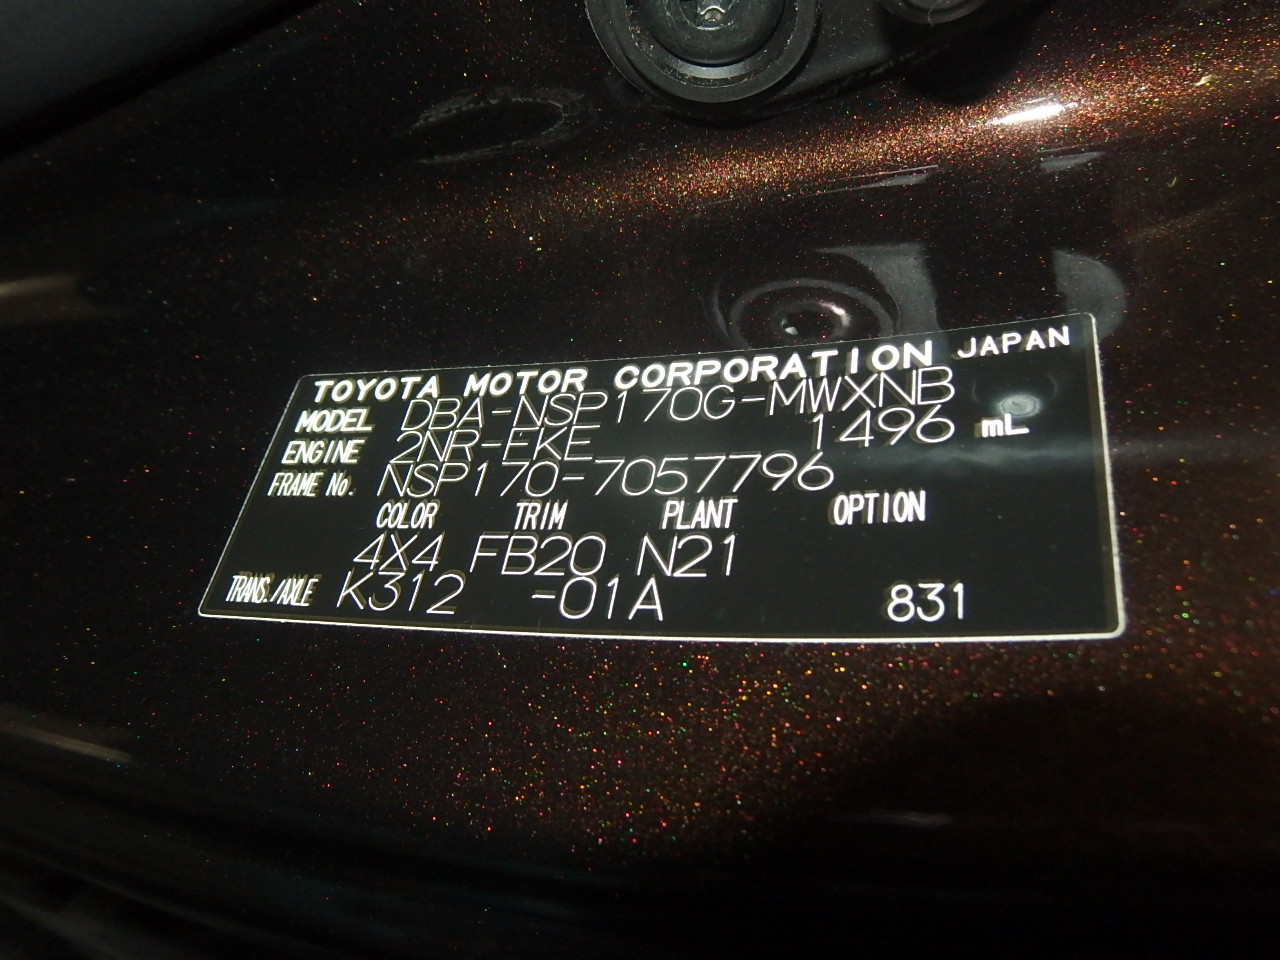 TOYOTA MOTOR CORPORATION JAPAN
MODEL DBA-NSP170G-MWXNB
ENGINE 2NR-FKE 1496 mL
FRAME No. NSP170-7057796
COLOR TRIM PLANT OPTION
4X4 FB20 N21
TRANS./AXLE K312 -01A 831